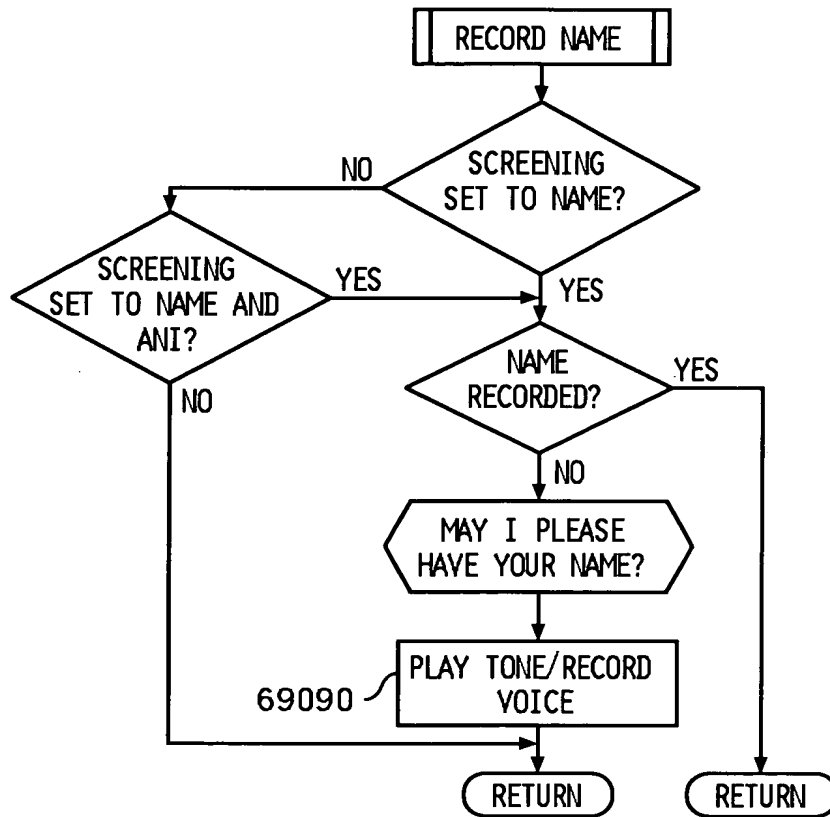 RECORD NAME
SCREENING
SET TO NAME?
NO
YES
SCREENING
SET TO NAME AND
ANI?
YES
NO
NAME
RECORDED?
YES
NO
MAY I PLEASE
HAVE YOUR NAME?
PLAY TONE/RECORD
VOICE
69090
RETURN
RETURN